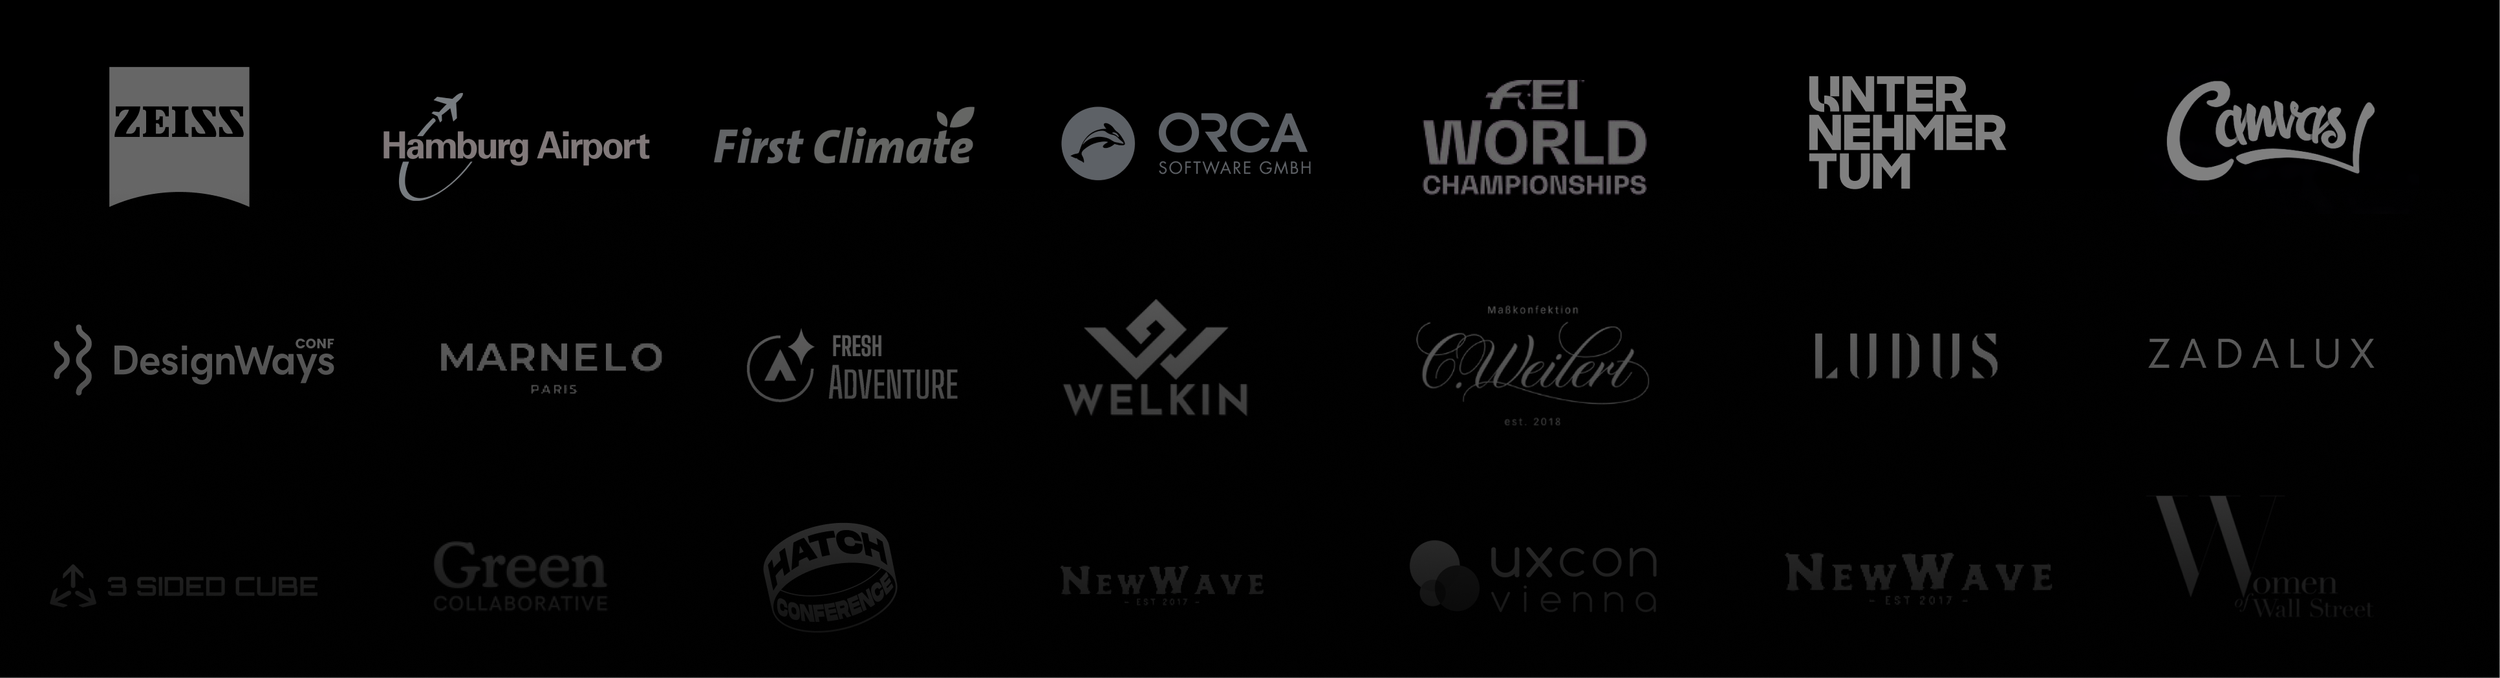 ZEISS
Hamburg Airport
First Climate
ORCA
SOFTWARE GMBH
FEI
WORLD
CHAMPIONSHIPS
UNTER
NEHMER
TUM
Canvas
DesignWays
CONF
MARNELO
PARIS
FRESH
ADVENTURE
WELKIN
Maßkonfektion
C.Weilert
est. 2018
LUDUS
ZADALUX
3 SIDED CUBE
Green
COLLABORATIVE
HATCH
CONFERENCE
NEWWAVE
- EST 2017 -
uxcon
vienna
NEWWAVE
- EST 2017 -
Women
of Wall Street